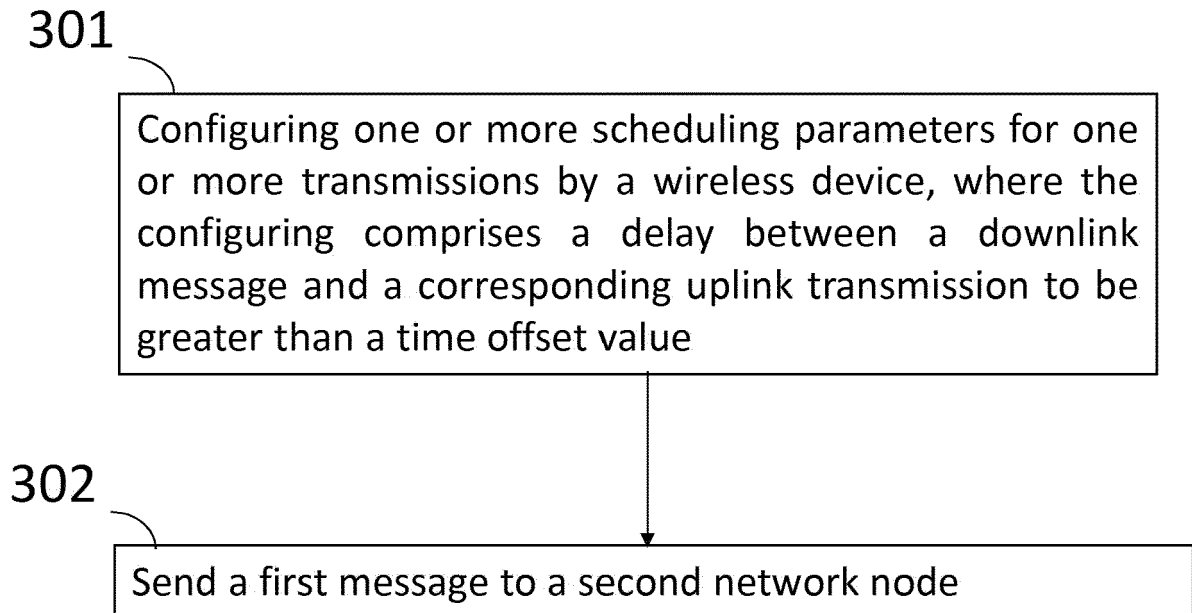 301
Configuring one or more scheduling parameters for one
or more transmissions by a wireless device, where the
configuring comprises a delay between a downlink
message and a corresponding uplink transmission to be
greater than a time offset value
302
Send a first message to a second network node